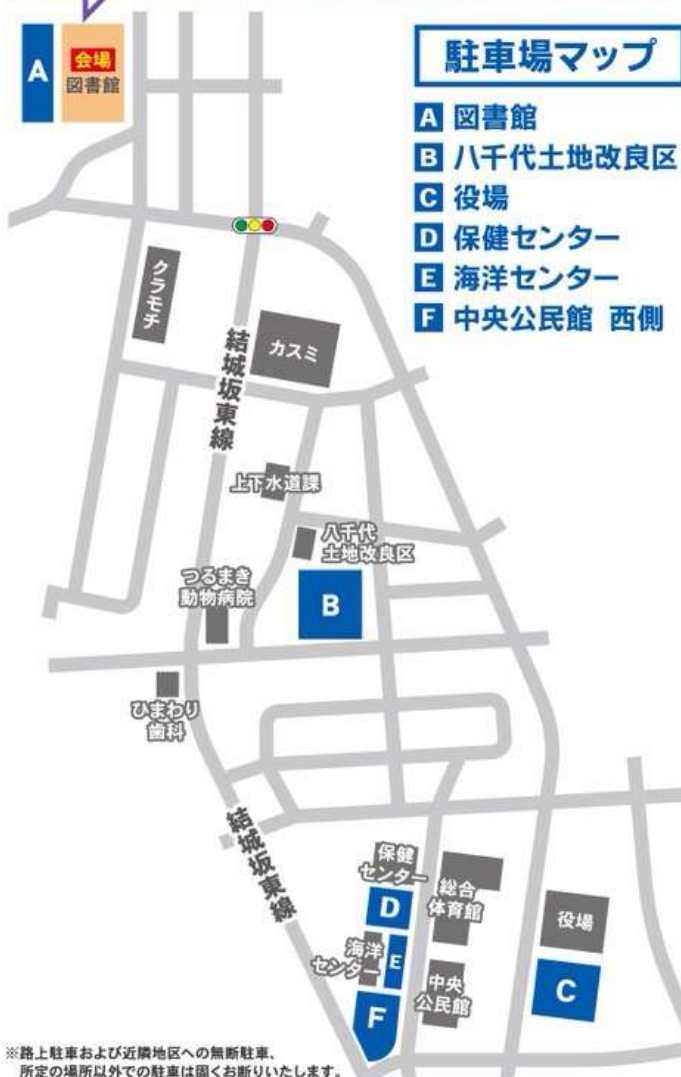 A
会場
図書館
駐車場マップ
A 図書館
B 八千代土地改良区
C 役場
D 保健センター
E 海洋センター
F 中央公民館 西側
クラモチ
カスミ
結城坂東線
上下水道課
八千代
土地改良区
つるまき
動物病院
B
ひまわり
歯科
結城坂東線
保健
センター
D
総合
体育館
役場
海洋
センター
E
中央
公民館
C
F
※路上駐車および近隣地区への無断駐車、
所定の場所以外での駐車は固くお断りいたします。